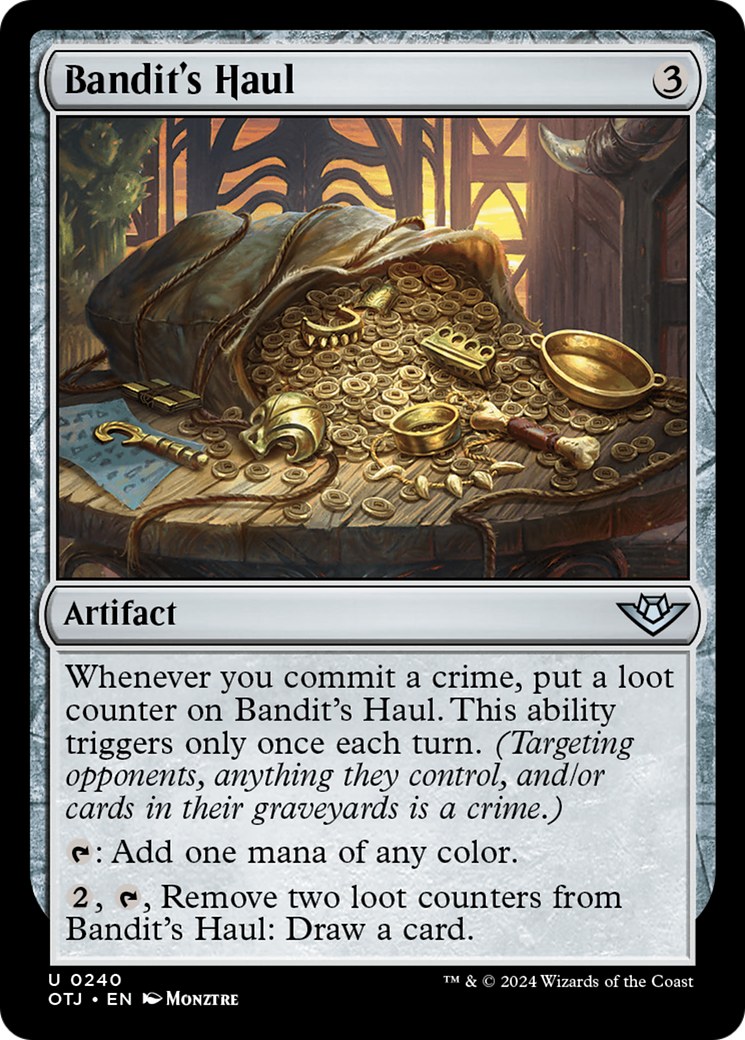 Bandit's Haul 3
Artifact
Whenever you commit a crime, put a loot
counter on Bandit's Haul. This ability
triggers only once each turn. (Targeting
opponents, anything they control, and/or
cards in their graveyards is a crime.)
: Add one mana of any color.
2, , Remove two loot counters from
Bandit's Haul: Draw a card.
U 0240
OTJ • EN Monztre
™ & © 2024 Wizards of the Coast